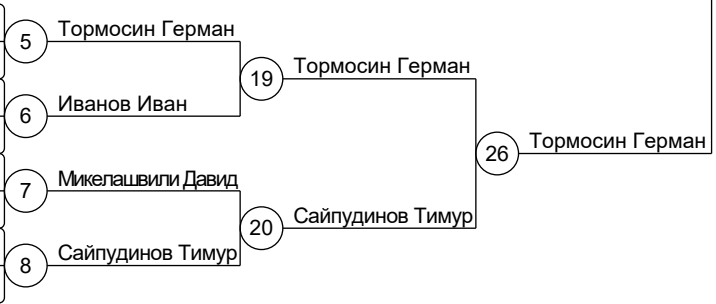 5 Тормосин Герман
19 Тормосин Герман
6 Иванов Иван
26 Тормосин Герман
7 Микелашвили Давид
20 Сайпудинов Тимур
8 Сайпудинов Тимур